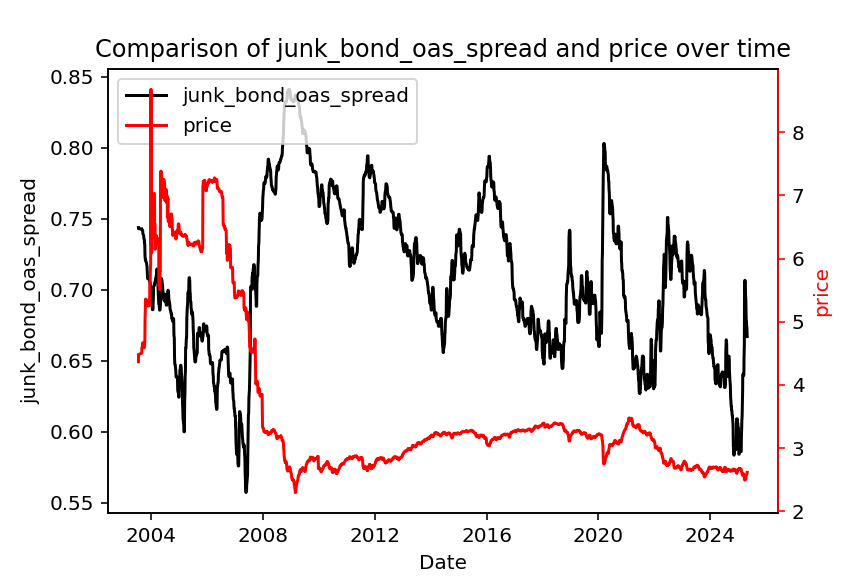 Comparison of junk_bond_oas_spread and price over time
junk_bond_oas_spread
price
0.85
0.80
0.75
0.70
0.65
0.60
0.55
junk_bond_oas_spread
8
7
6
5
4
3
2
price
2004 2008 2012 2016 2020 2024
Date